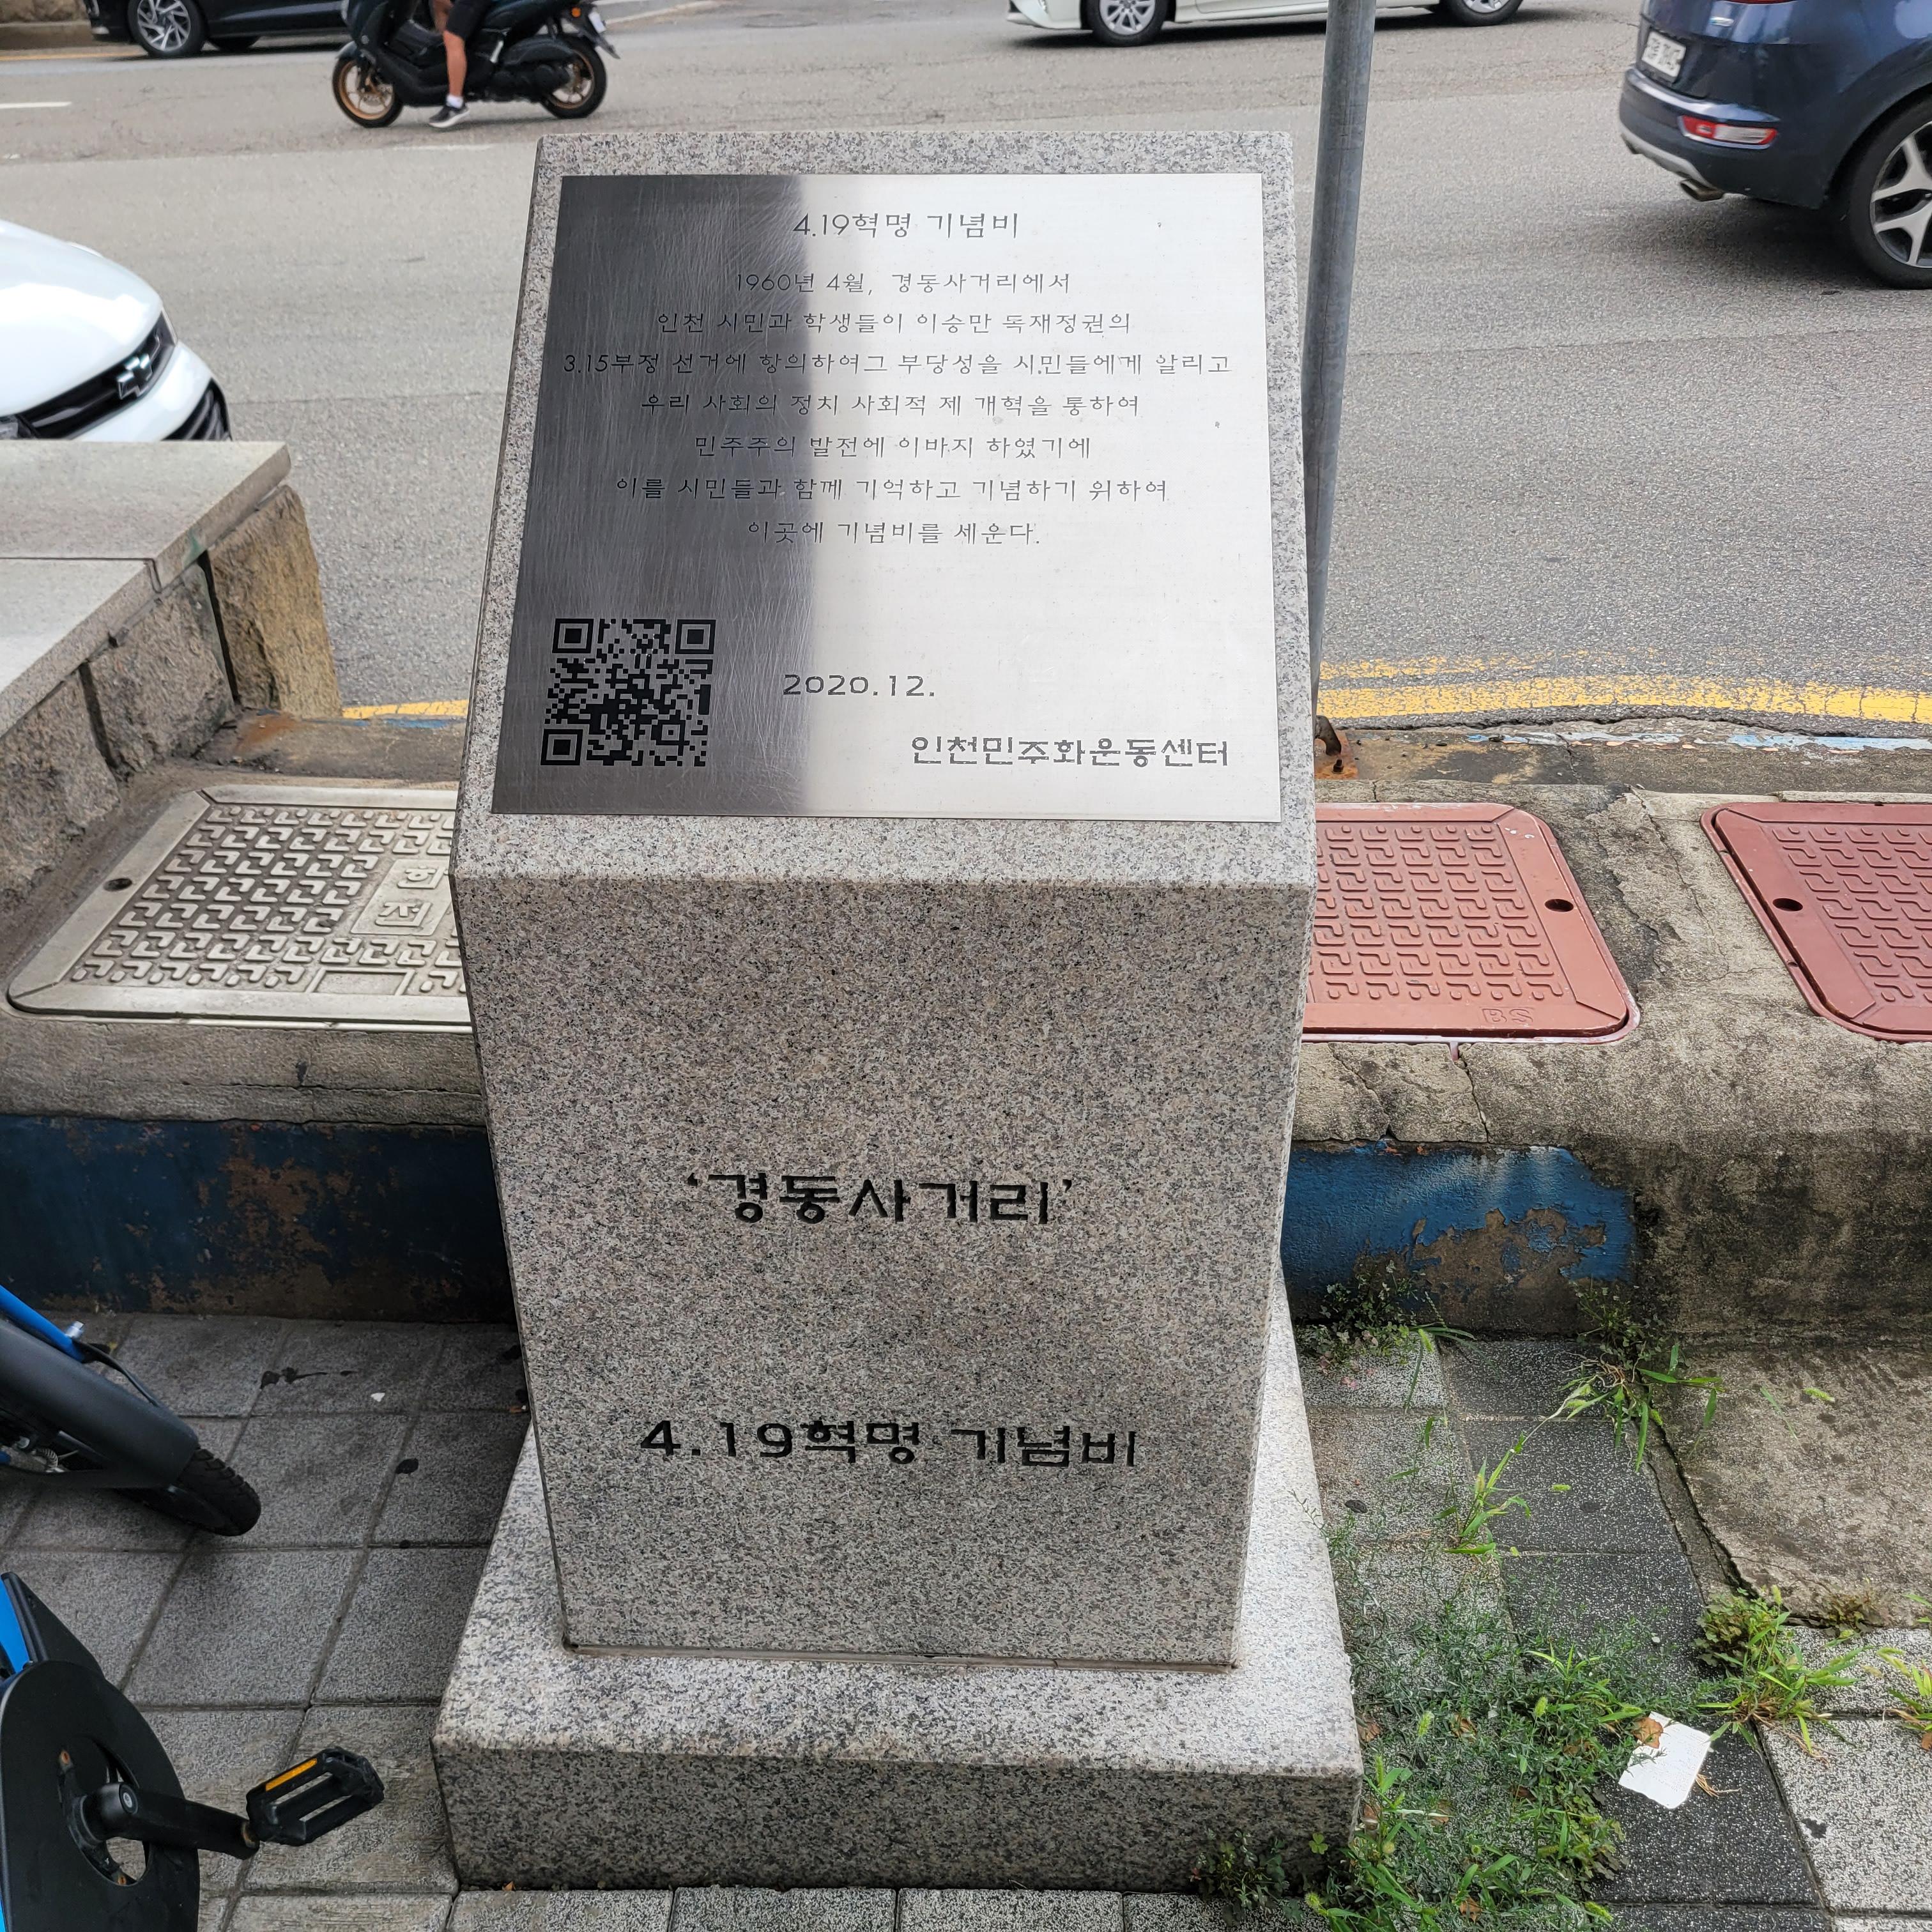 4.19혁명 기념비
1960년 4월, 경동사거리에서
인천 시민과 학생들이 이승만 독재정권의
3.15부정 선거에 항의하여그 부당성을 시민들에게 알리고
우리 사회의 정치 사회적 제 개혁을 통하여
민주주의 발전에 이바지 하였기에
이를 시민들과 함께 기억하고 기념하기 위하여
이곳에 기념비를 세운다.
2020.12.
인천민주화운동센터
한전
BS
‘경동사거리’
4.19혁명 기념비